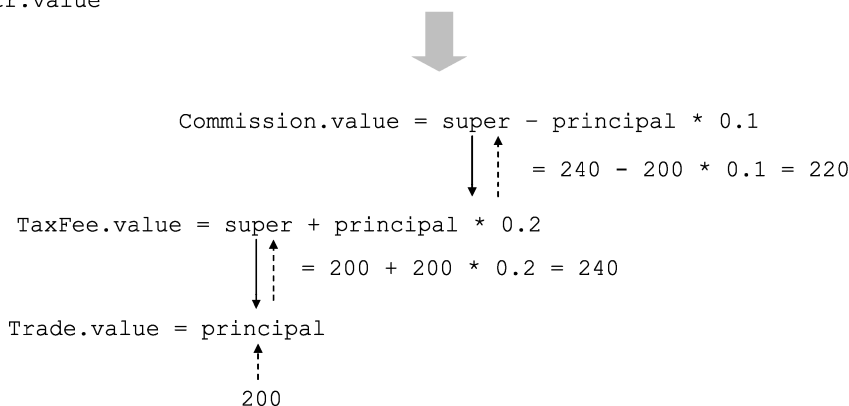 Commission.value = super – principal * 0.1
= 240 - 200 * 0.1 = 220
TaxFee.value = super + principal * 0.2
= 200 + 200 * 0.2 = 240
Trade.value = principal
200